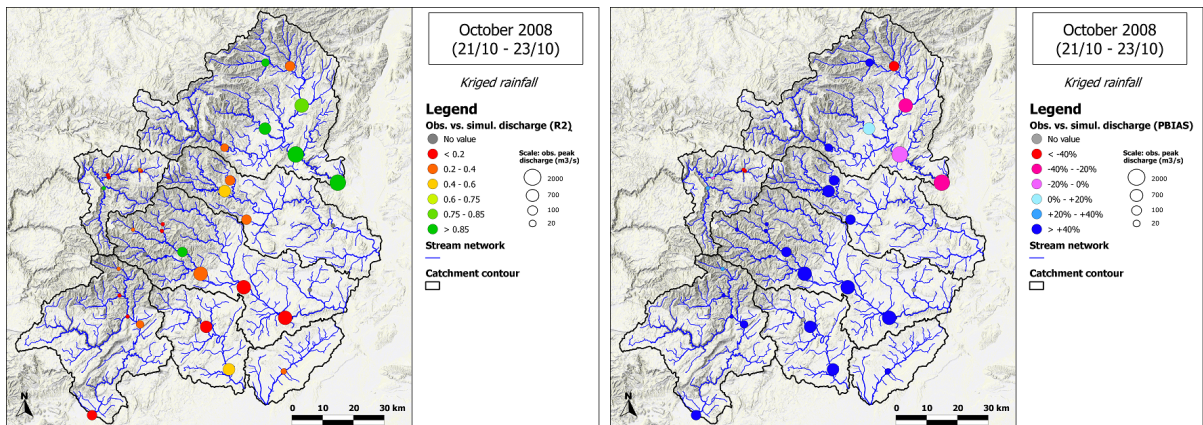 October 2008
(21/10 - 23/10)
Kriged rainfall
Legend
Obs. vs. simul. discharge (R2)
No value
< 0.2
0.2 - 0.4
0.4 - 0.6
0.6 - 0.75
0.75 - 0.85
> 0.85
Scale: obs. peak
discharge (m3/s)
2000
700
100
20
Stream network
Catchment contour
N
0 10 20 30 km
October 2008
(21/10 - 23/10)
Kriged rainfall
Legend
Obs. vs. simul. discharge (PBIAS)
No value
< -40%
-40% - -20%
-20% - 0%
0% - +20%
+20% - +40%
> +40%
Scale: obs. peak
discharge (m3/s)
2000
700
100
20
Stream network
Catchment contour
N
0 10 20 30 km